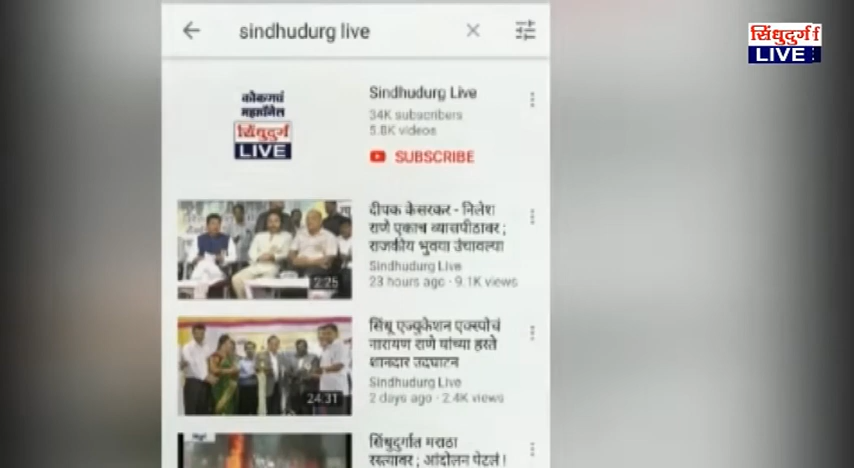 sindhudurg live
सिंधुदुर्ग
LIVE
Sindhudurg Live
34K subscribers
5.8K videos
SUBSCRIBE
कोकणचं
महाचॅनेल
सिंधुदुर्ग
LIVE
दीपक केसरकर - निलेश
राणे एकाच व्यासपीठावर ;
राजकीय भुवया उंचावल्या
Sindhudurg Live
23 hours ago · 9.1K views
2:25
सिंधू एज्युकेशन एक्स्पोचं
नारायण राणे यांच्या हस्ते
शानदार उदघाटन
Sindhudurg Live
2 days ago · 2.4K views
24:31
सिंधुदुर्गात मराठा
रस्त्यावर ; आंदोलन पेटलं !